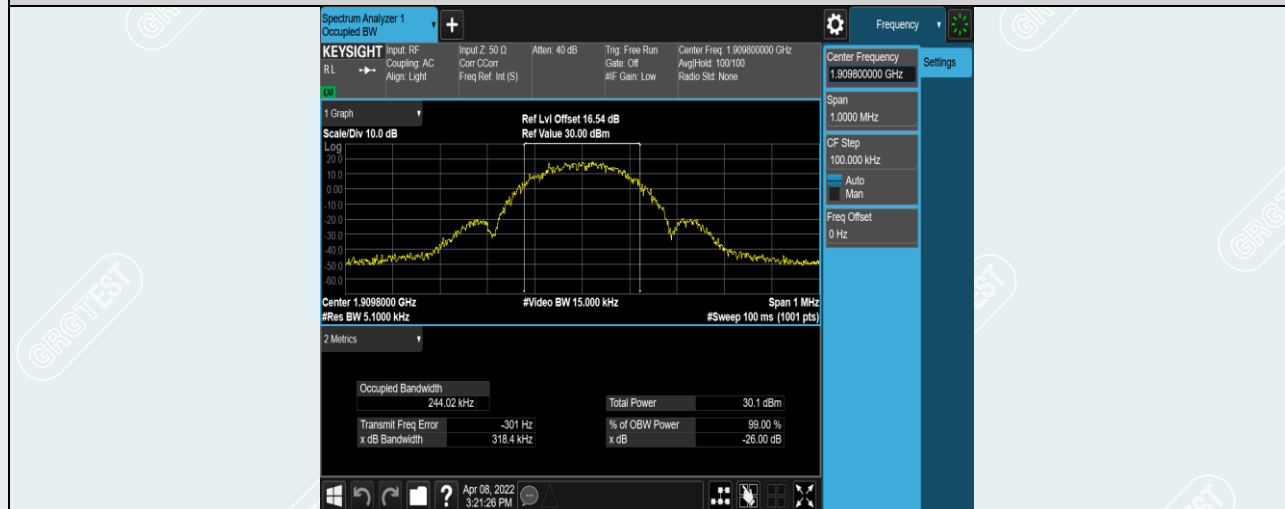 Spectrum Analyzer 1
Occupied BW
Frequency
KEYSIGHT
RL
LXI
Input: RF
Coupling: AC
Align: Light
Input Z: 50 Ω
Corr CCorr
Freq Ref: Int (S)
Atten: 40 dB
Trig: Free Run
Gate: Off
#IF Gain: Low
Center Freq: 1.909800000 GHz
Avg|Hold: 100/100
Radio Std: None
Center Frequency
1.909800000 GHz
Settings
Span
1.0000 MHz
CF Step
100.000 kHz
Auto
Man
Freq Offset
0 Hz
1 Graph
Scale/Div 10.0 dB
Ref Lvl Offset 16.54 dB
Ref Value 30.00 dBm
Log
20.0
10.0
0.00
-10.0
-20.0
-30.0
-40.0
-50.0
-60.0
Center 1.9098000 GHz
#Video BW 15.000 kHz
Span 1 MHz
#Res BW 5.1000 kHz
#Sweep 100 ms (1001 pts)
2 Metrics
Occupied Bandwidth
244.02 kHz
Total Power 30.1 dBm
Transmit Freq Error -301 Hz
% of OBW Power 99.00 %
x dB Bandwidth 318.4 kHz
x dB -26.00 dB
Apr 08, 2022
3:21:26 PM
GRGTEST
GRGTEST